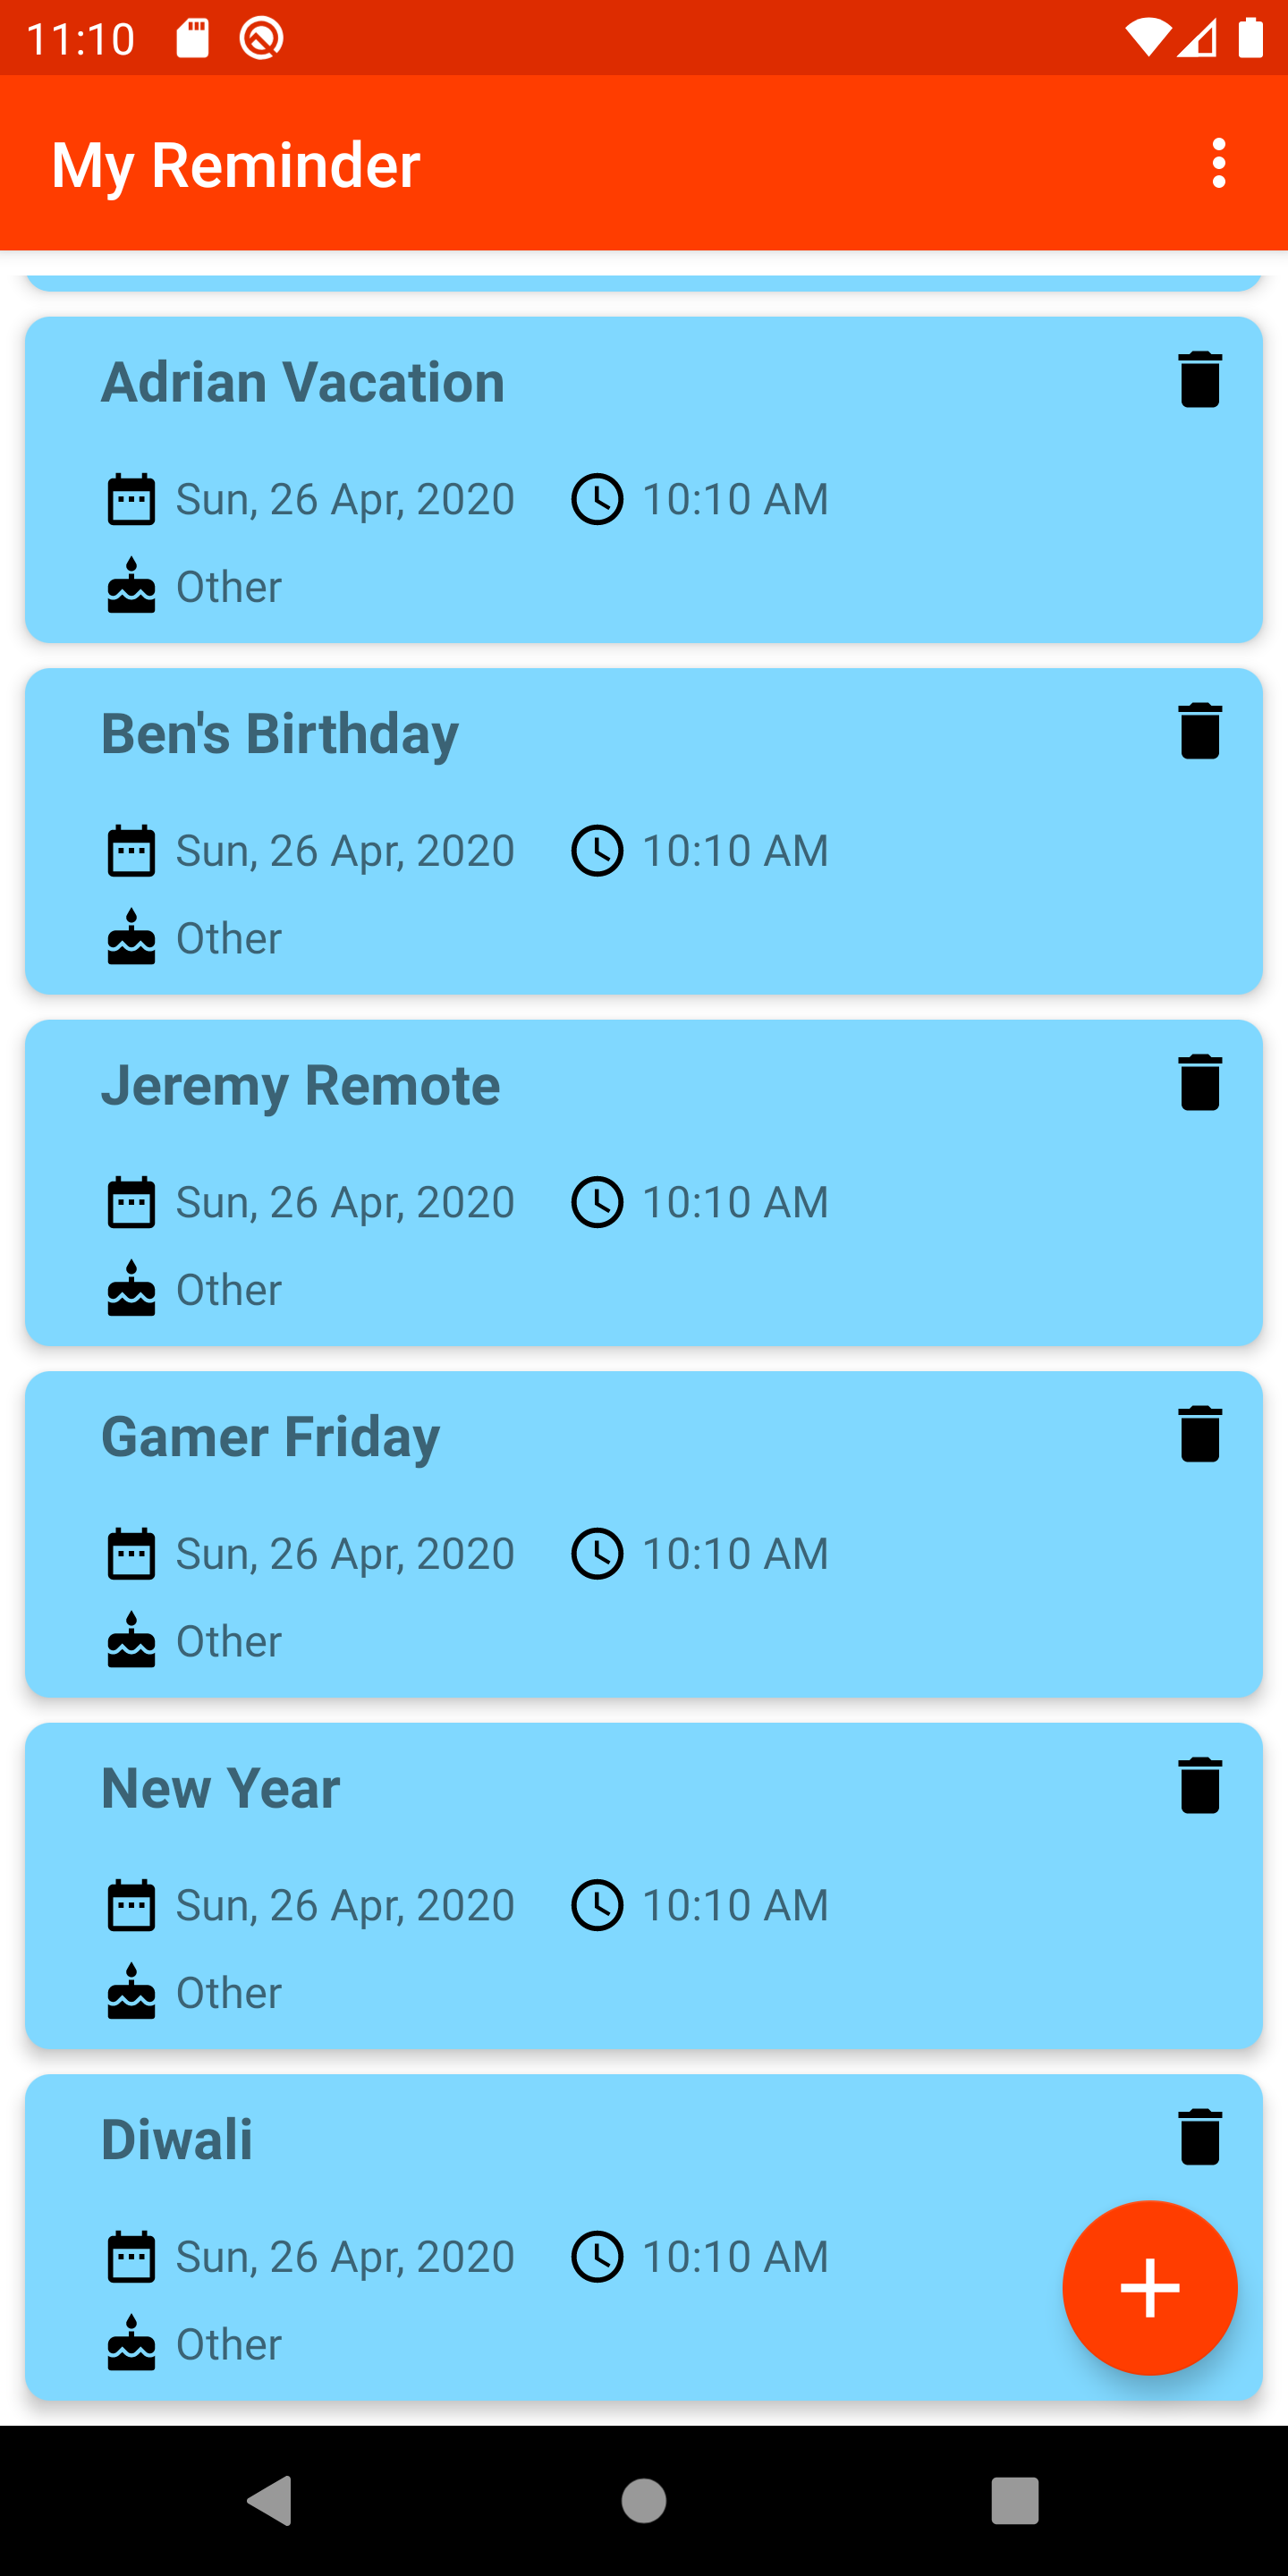 11:10
My Reminder
Adrian Vacation
Sun, 26 Apr, 2020 10:10 AM
Other
Ben's Birthday
Sun, 26 Apr, 2020 10:10 AM
Other
Jeremy Remote
Sun, 26 Apr, 2020 10:10 AM
Other
Gamer Friday
Sun, 26 Apr, 2020 10:10 AM
Other
New Year
Sun, 26 Apr, 2020 10:10 AM
Other
Diwali
Sun, 26 Apr, 2020 10:10 AM
Other